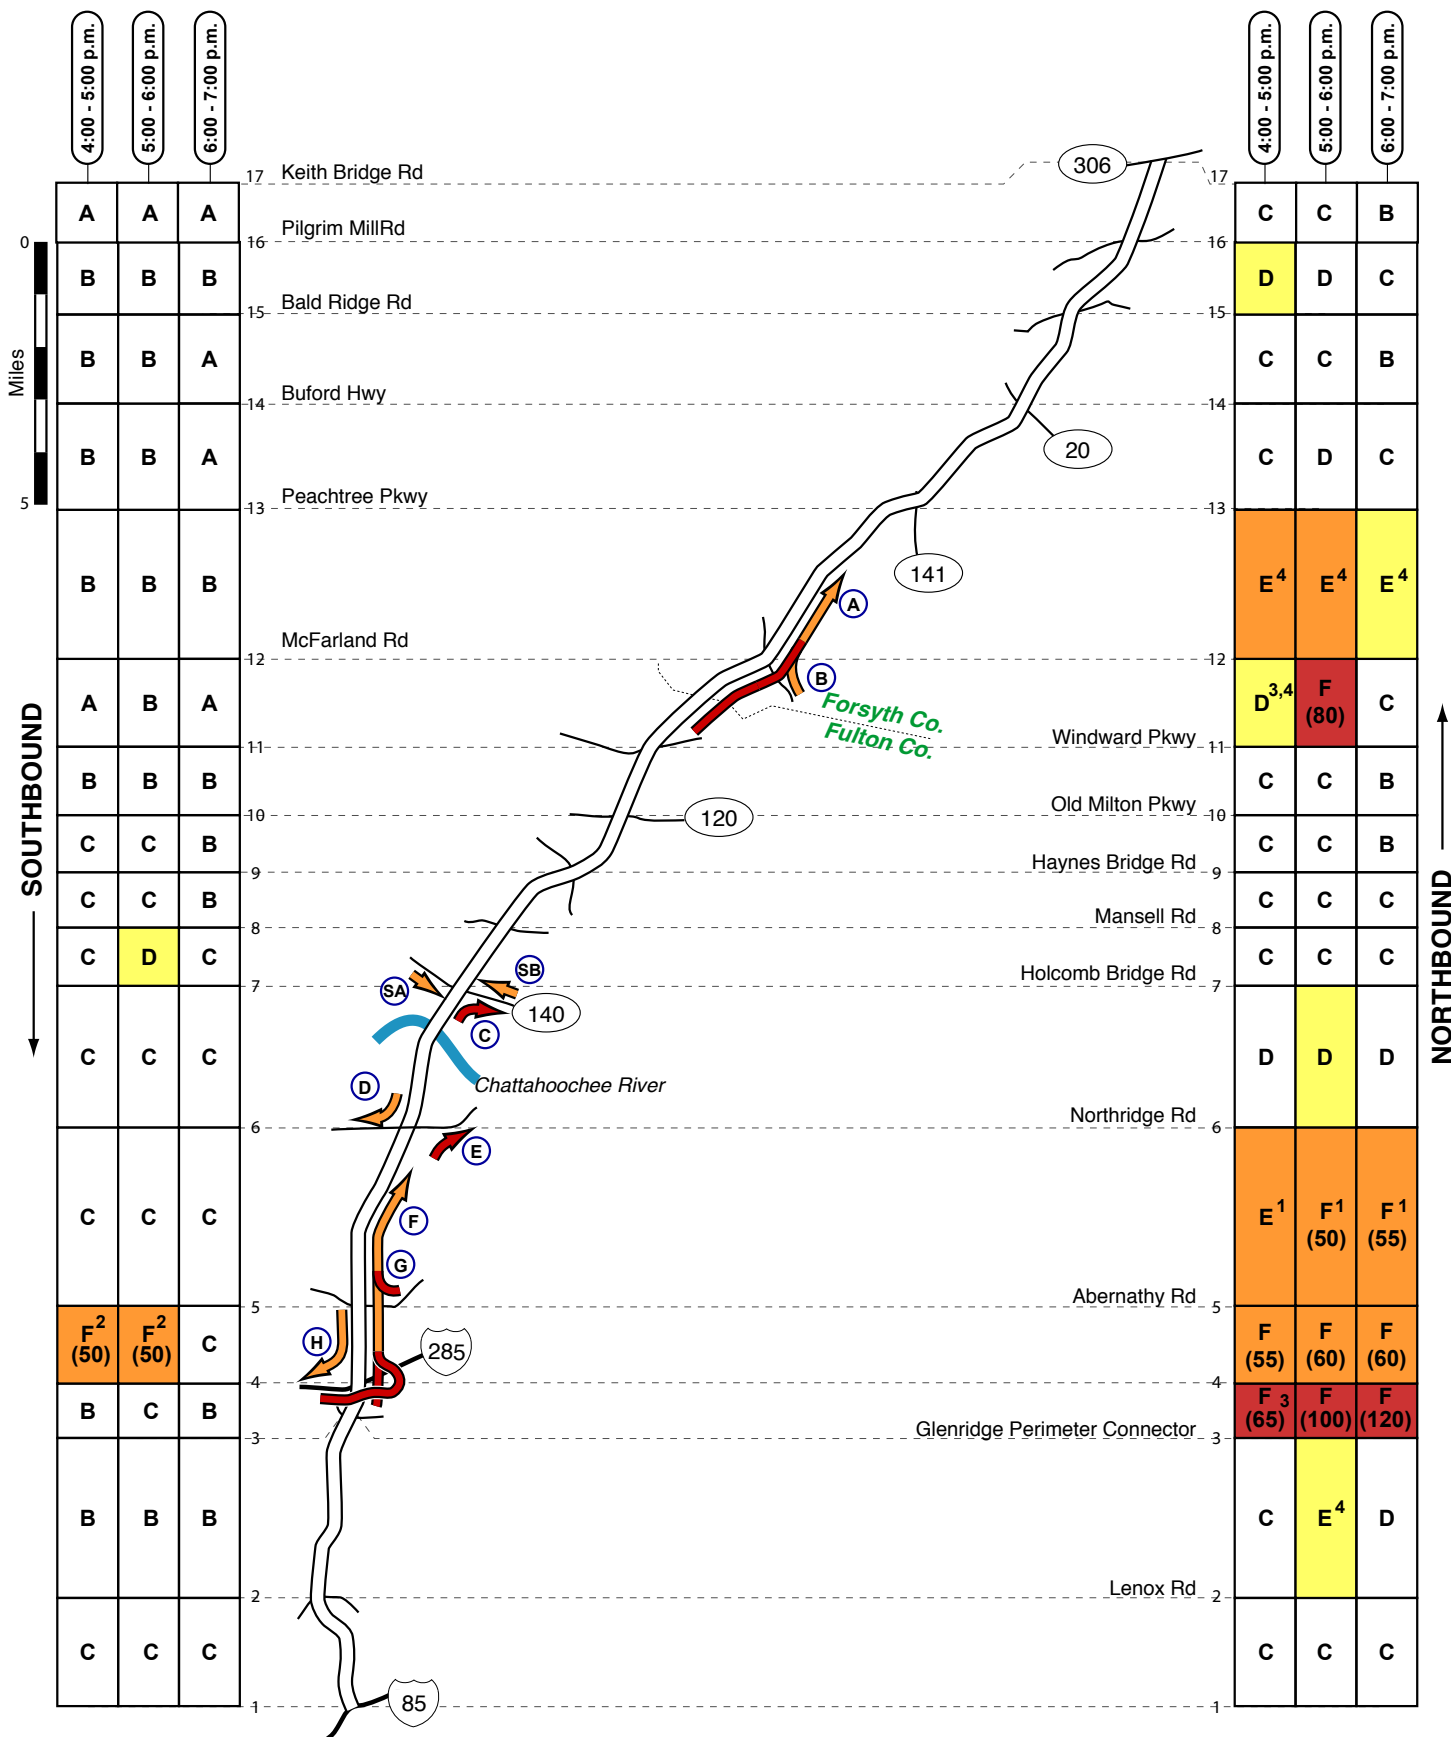 4:00 - 5:00 p.m.
5:00 - 6:00 p.m.
6:00 - 7:00 p.m.
4:00 - 5:00 p.m.
5:00 - 6:00 p.m.
6:00 - 7:00 p.m.
17 Keith Bridge Rd 306 17
A A A C C B
0 16 Pilgrim MillRd 16
B B B D D C
15 Bald Ridge Rd 15
Miles
B B A C C B
14 Buford Hwy 14
20
B B A C D C
5 13 Peachtree Pkwy 13
141
B B B E4 E4 E4
A
12 McFarland Rd 12
B
A B A D3,4 F (80) C
Forsyth Co.
Fulton Co.
11 Windward Pkwy 11
B B B C C B
10 120 Old Milton Pkwy 10
C C B C C B
9 Haynes Bridge Rd 9
C C B C C C
8 Mansell Rd 8
C D C C C C
SA SB
7 Holcomb Bridge Rd 7
140
C
C C C D D D
Chattahoochee River
D
6 Northridge Rd 6
E
C C C E1 F1 (50) F1 (55)
F
G
5 Abernathy Rd 5
F2 (50) F2 (50) C F (55) F (60) F (60)
H 285
4 4
B C B F3 (65) F (100) F (120)
3 Glenridge Perimeter Connector 3
B B B C E4 D
2 Lenox Rd 2
C C C C C C
1 85 1
SOUTHBOUND
NORTHBOUND